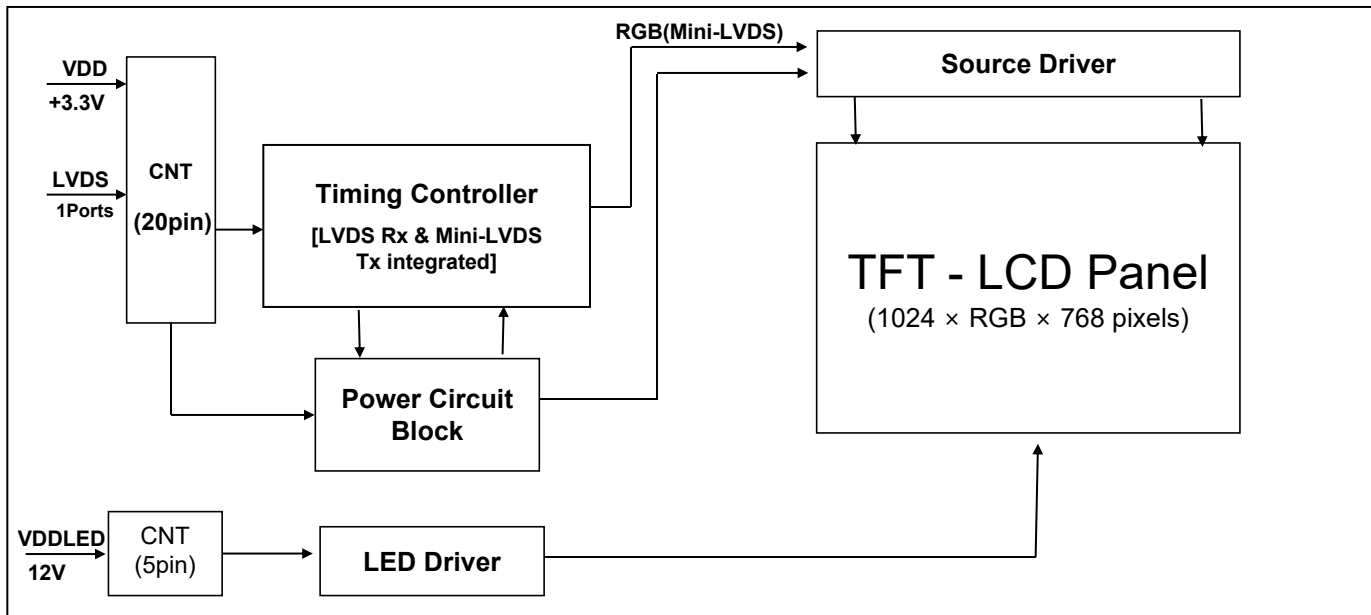 RGB(Mini-LVDS)
Source Driver
VDD
+3.3V
LVDS
1Ports
CNT
(20pin)
Timing Controller
[LVDS Rx & Mini-LVDS
Tx integrated]
TFT - LCD Panel
(1024 × RGB × 768 pixels)
Power Circuit
Block
VDDLED
12V
CNT
(5pin)
LED Driver